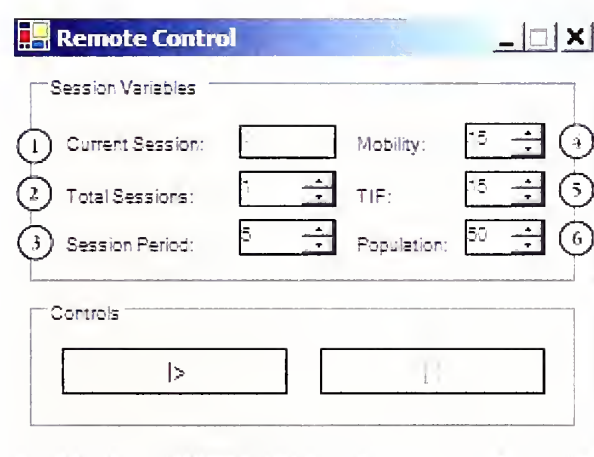 Remote Control
Session Variables
1 Current Session: Mobility: 15 4
2 Total Sessions: 1 TIF: 15 5
3 Session Period: 5 Population: 50 6
Controls
|> ||